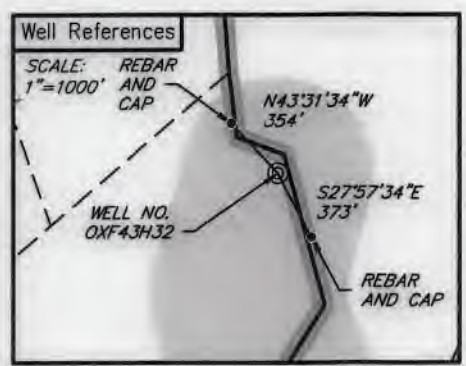 Well References
SCALE:
1"=1000'
REBAR
AND
CAP
N43°31'34"W
354'
WELL NO.
OXF43H32
S27°57'34"E
373'
REBAR
AND CAP